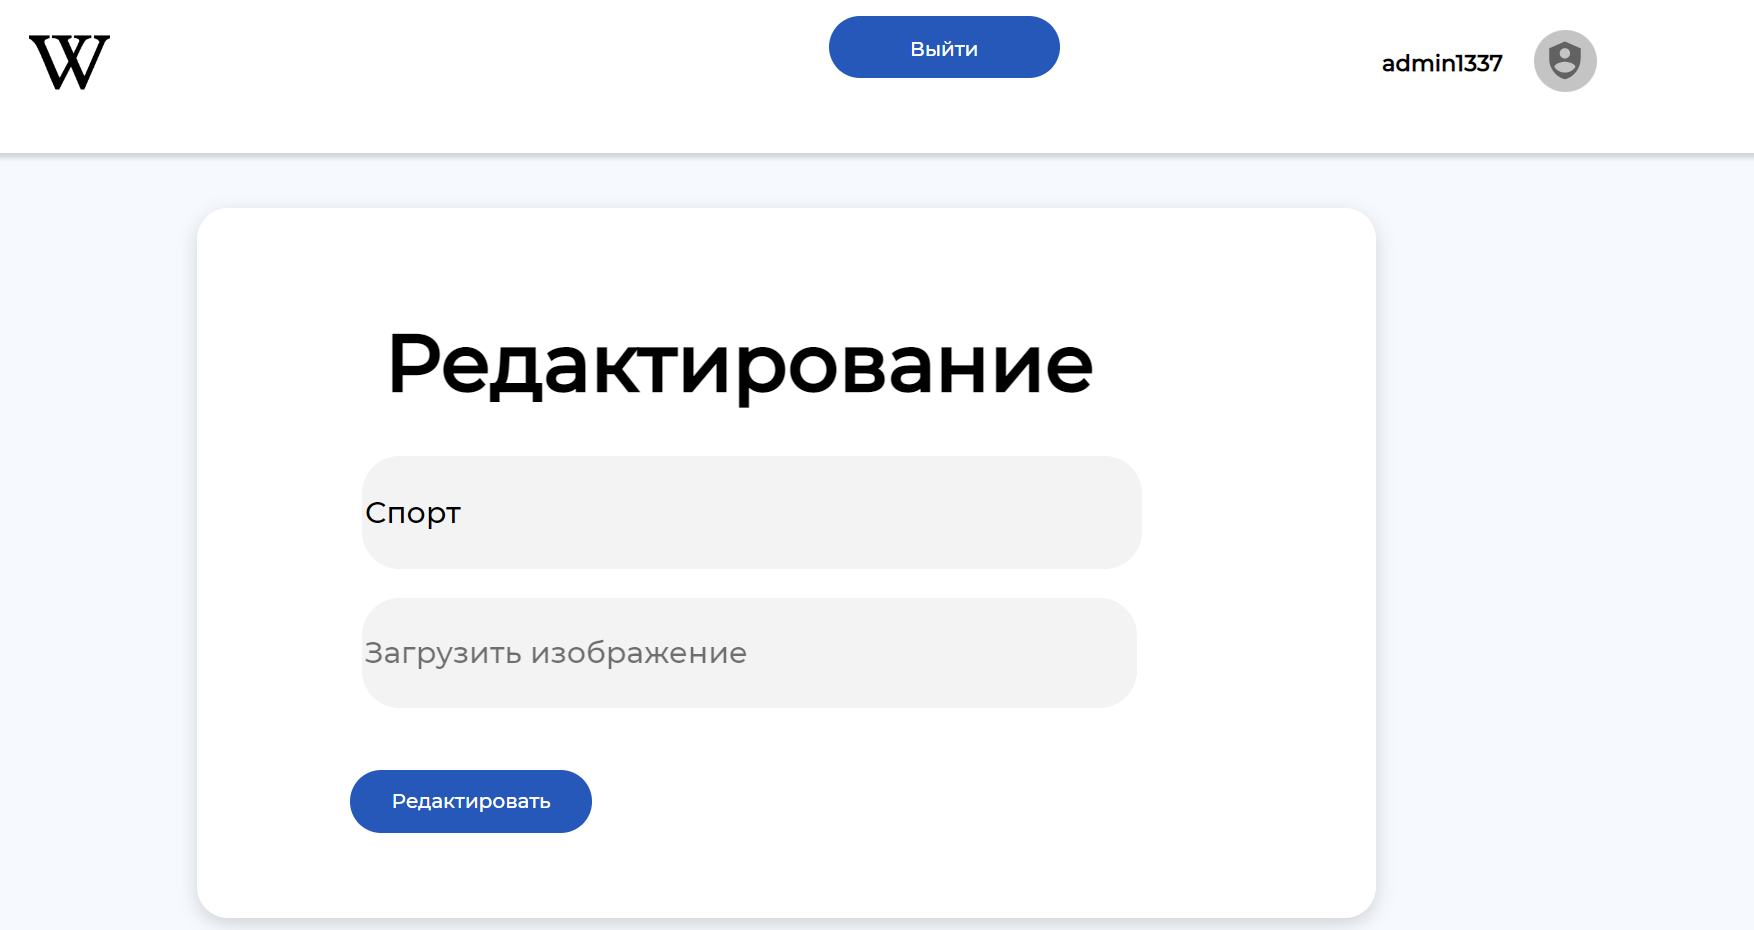 W
Выйти
admin1337
Редактирование
Спорт
Загрузить изображение
Редактировать